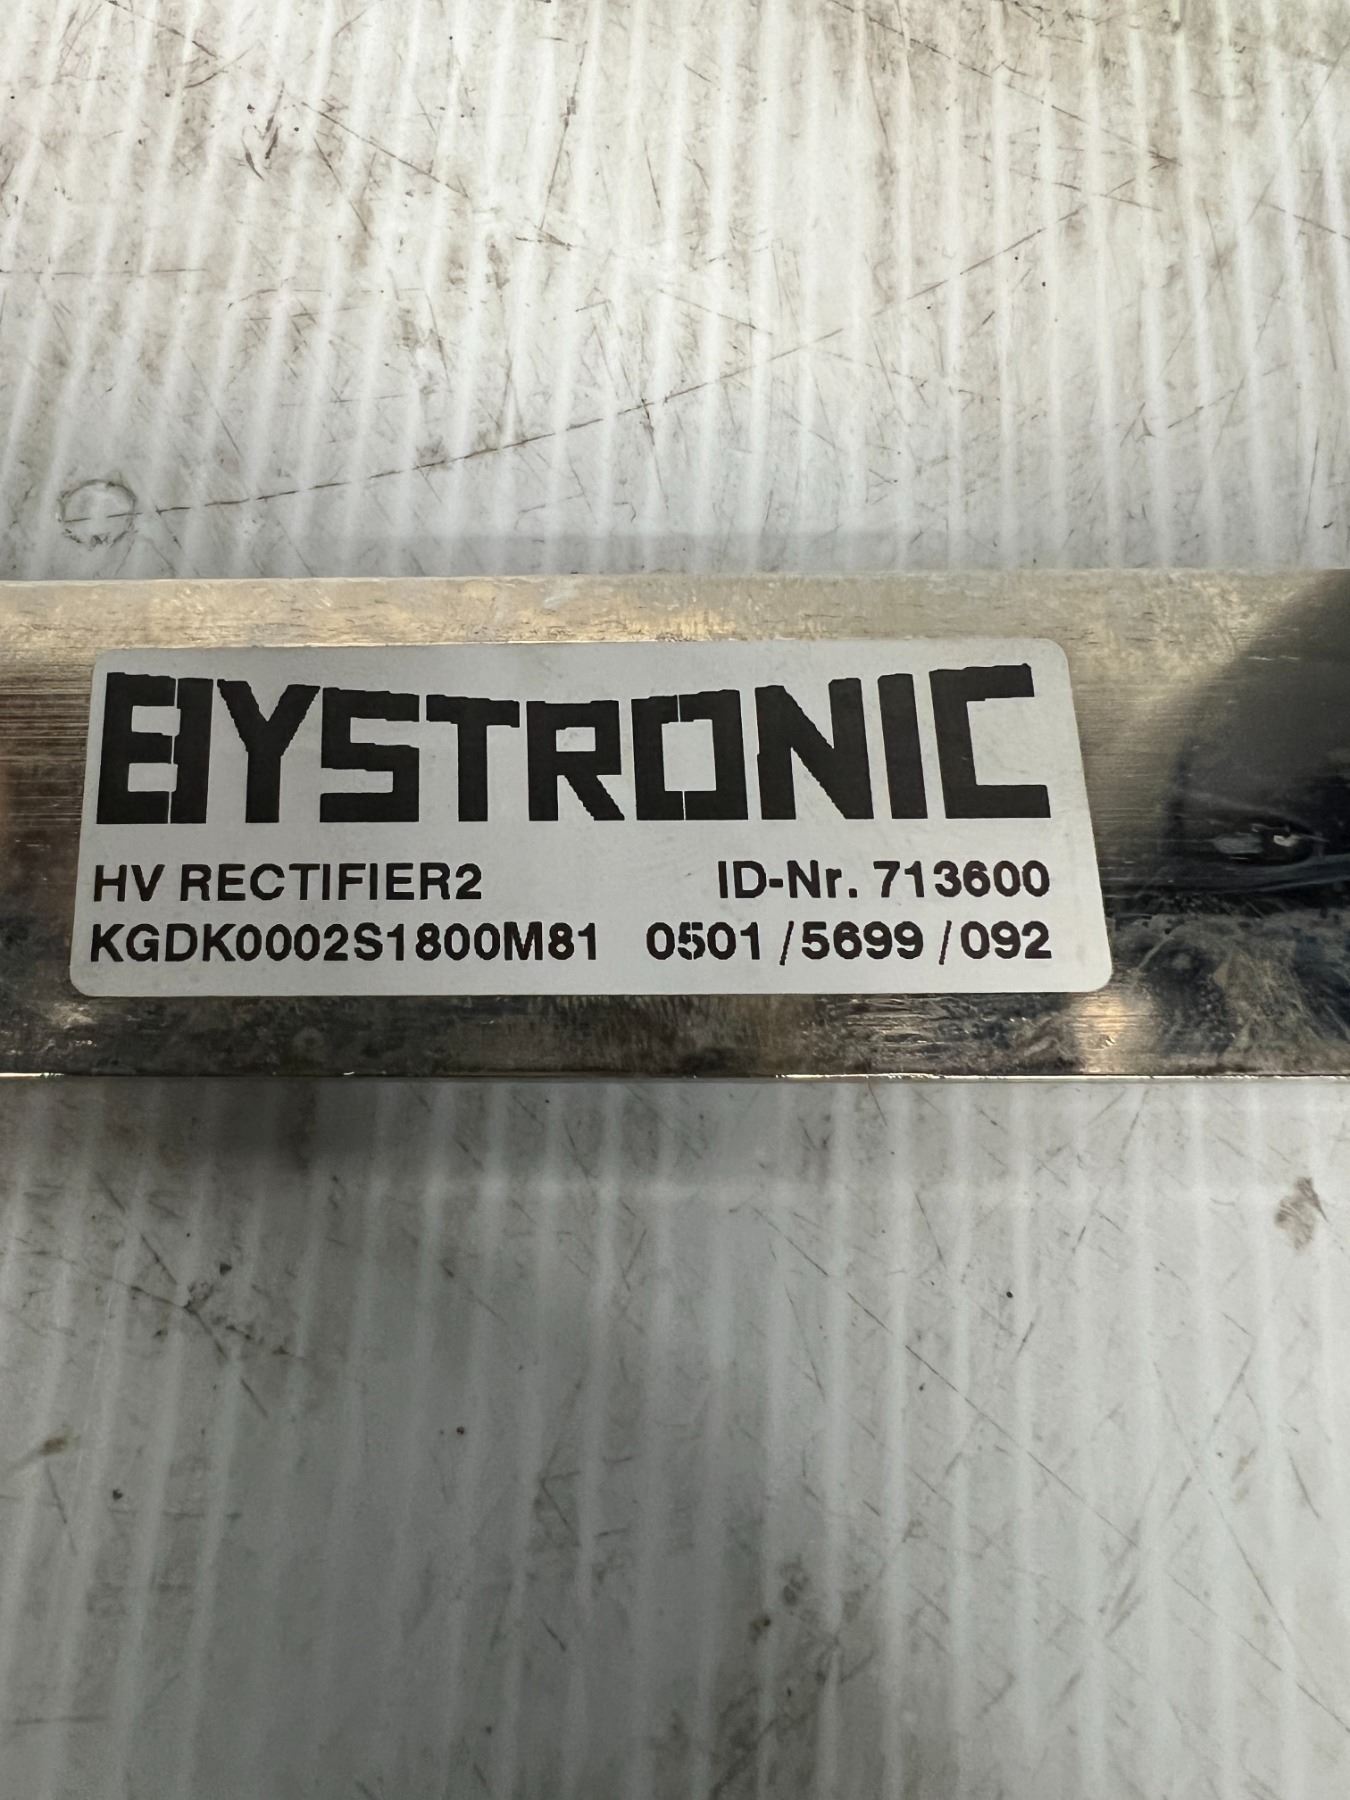 BYSTRONIC
HV RECTIFIER2 ID-Nr. 713600
KGDK0002S1800M81 0501/5699/092